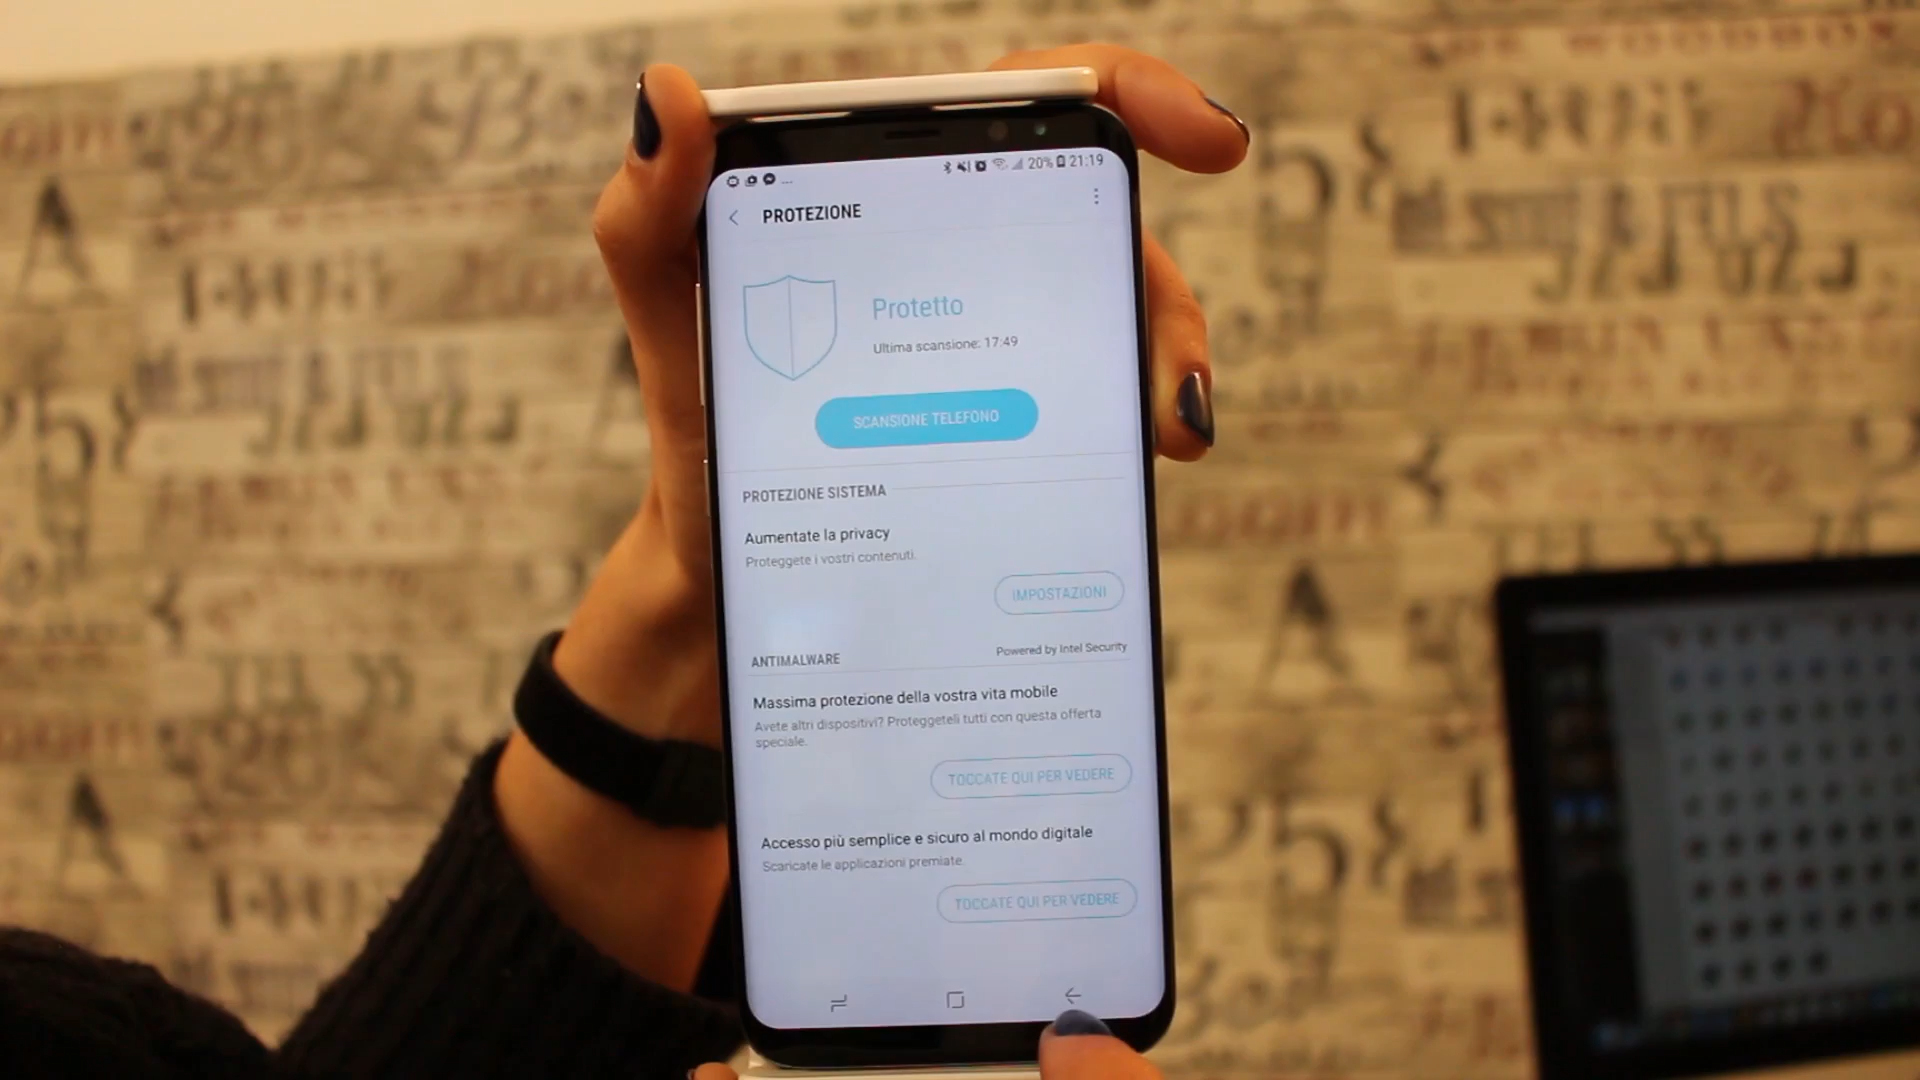 20% 21:19
PROTEZIONE
Protetto
Ultima scansione: 17:49
SCANSIONE TELEFONO
PROTEZIONE SISTEMA
Aumentate la privacy
Proteggete i vostri contenuti.
IMPOSTAZIONI
ANTIMALWARE
Powered by Intel Security
Massima protezione della vostra vita mobile
Avete altri dispositivi? Proteggeteli tutti con questa offerta
speciale.
TOCCATE QUI PER VEDERE
Accesso più semplice e sicuro al mondo digitale
Scaricate le applicazioni premiate.
TOCCATE QUI PER VEDERE